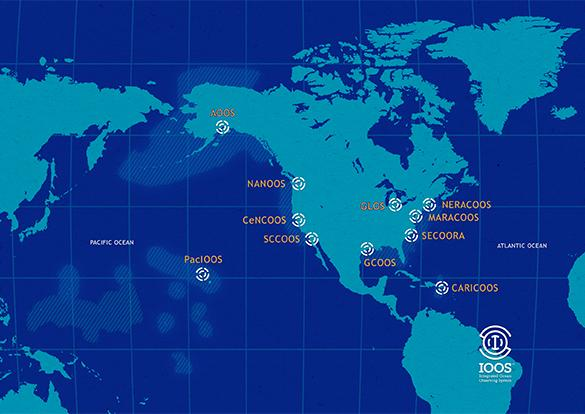 AOOS
NANOOS
GLOS
NERACOOS
MARACOOS
CeNCOOS
SCCOOS
SECOORA
PACIFIC OCEAN
ATLANTIC OCEAN
PacIOOS
GCOOS
CARICOOS
IOOS
Integrated Ocean
Observing System